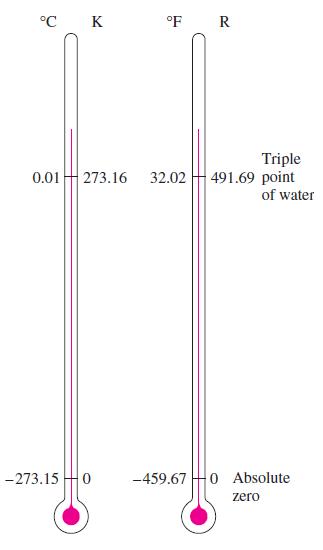 °C K °F R
0.01 273.16 32.02 491.69 Triple point of water
−273.15 0 −459.67 0 Absolute zero